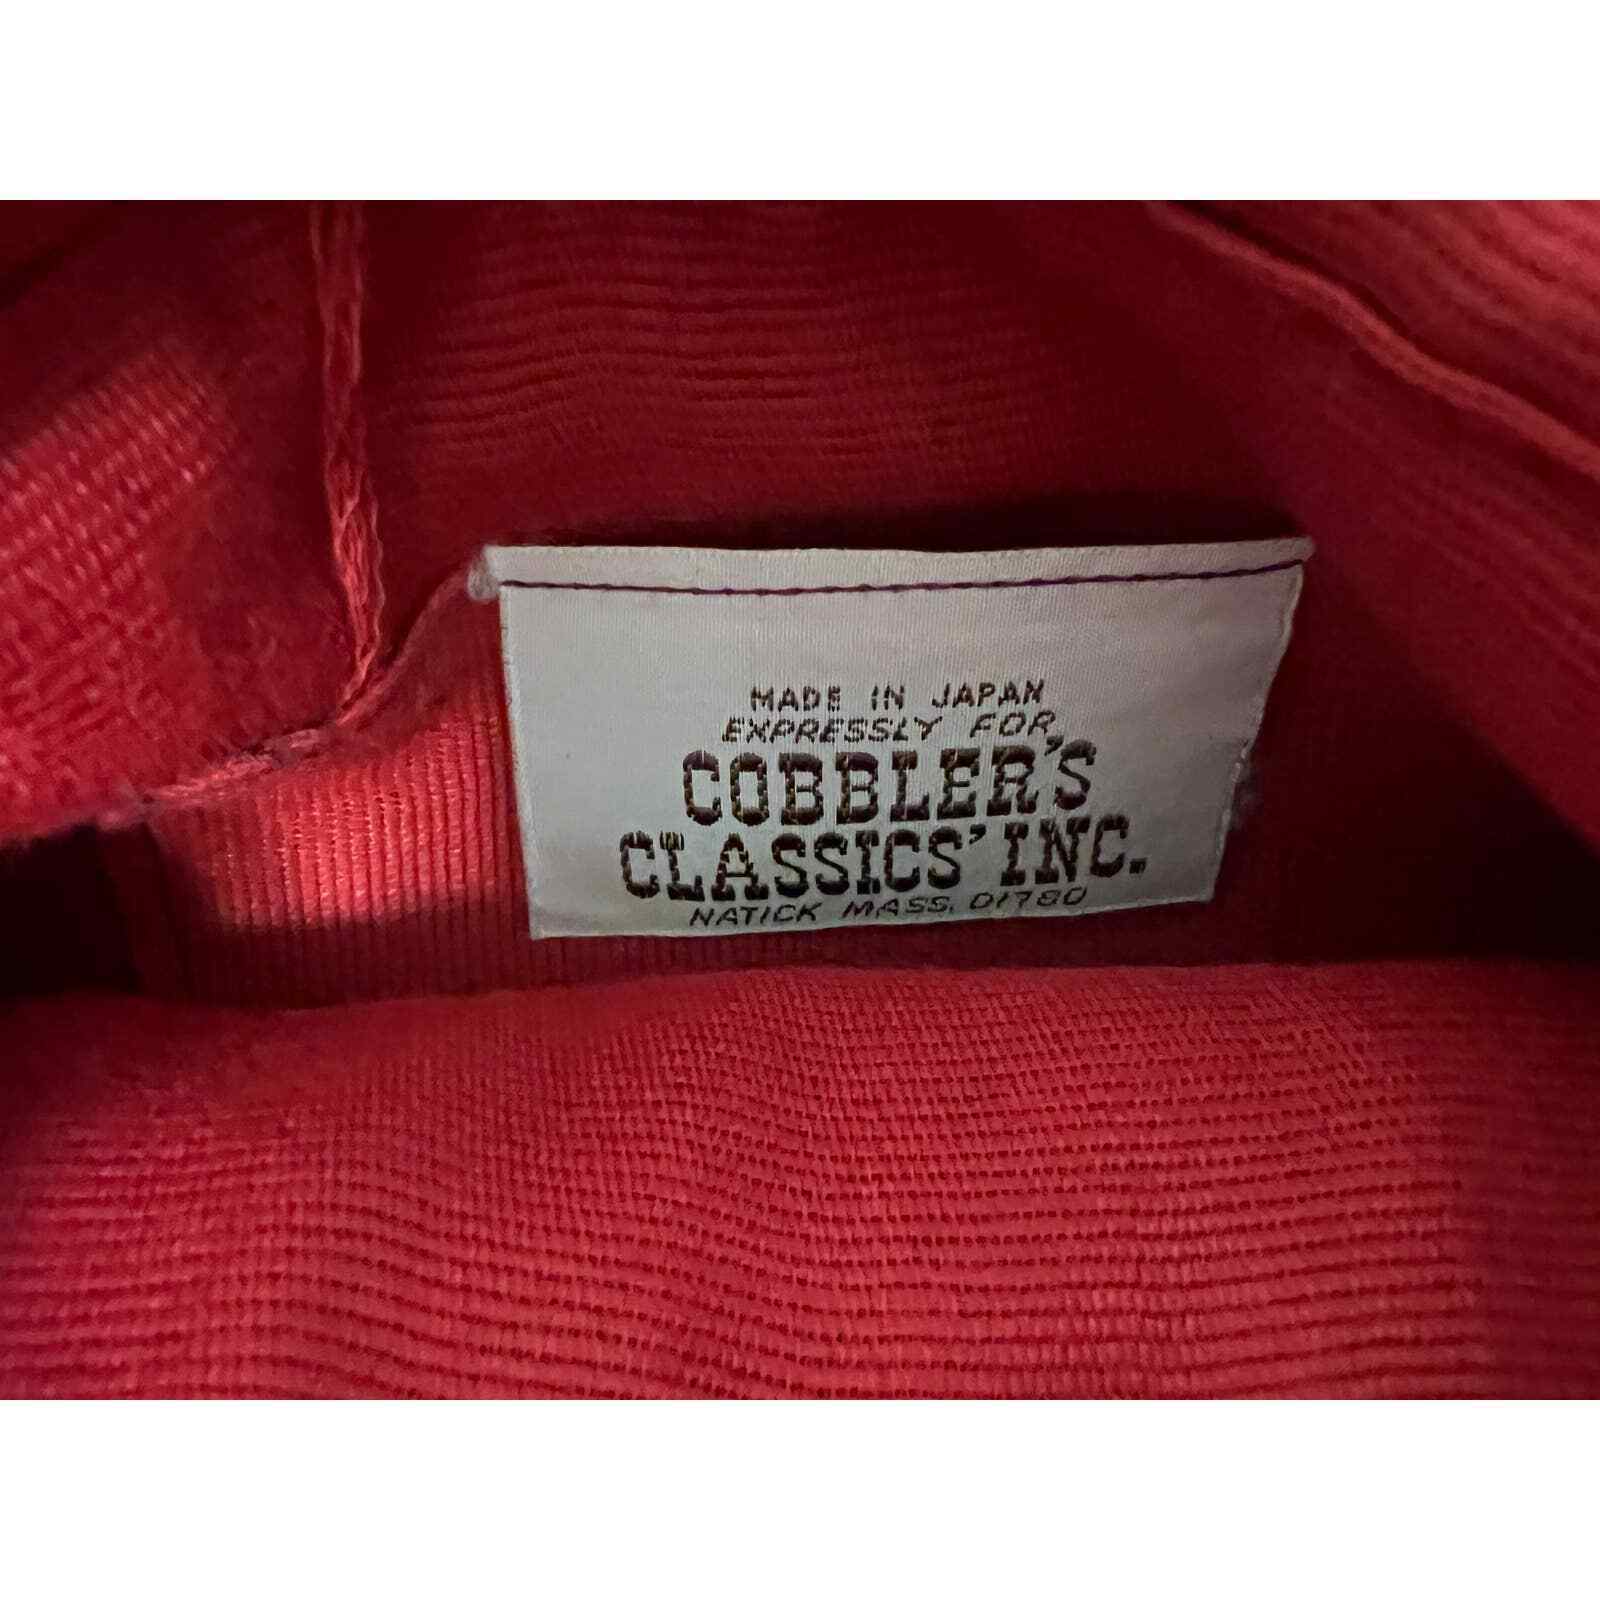 MADE IN JAPAN
EXPRESSLY FOR
COBBLER'S
CLASSICS' INC.
NATICK MASS. 01780